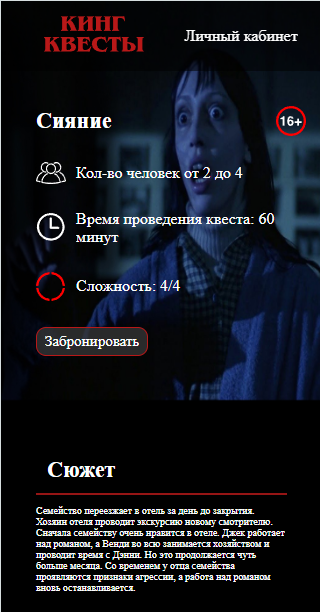 КИНГ
КВЕСТЫ
Личный кабинет
Сияние
16+
Кол-во человек от 2 до 4
Время проведения квеста: 60
минут
Сложность: 4/4
Забронировать
Сюжет
Семейство переезжает в отель за день до закрытия.
Хозяин отеля проводит экскурсию новому смотрителю.
Сначала семейству очень нравится в отеле. Джек работает
над романом, а Венди во всю занимается хозяйством и
проводит время с Дэнни. Но это продолжается чуть
больше месяца. Со временем у отца семейства
проявляются признаки агрессии, а работа над романом
вновь останавливается.